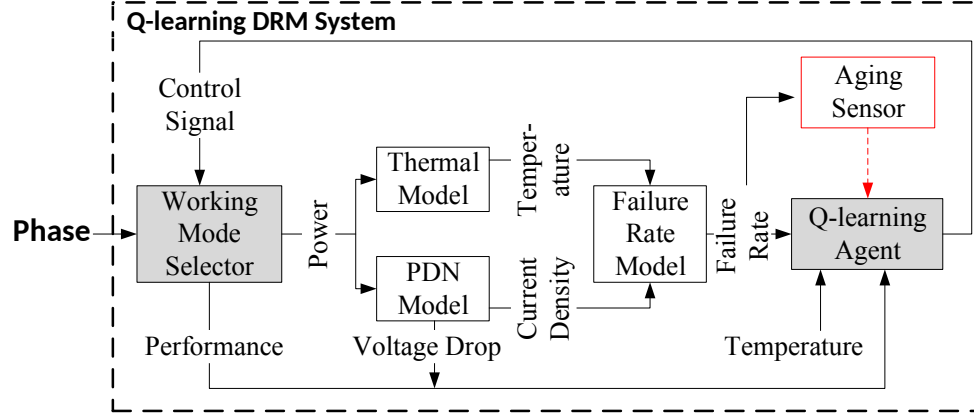 Q-learning DRM System
Control
Signal
Aging
Sensor
Thermal
Model
Temper-
ature
Phase
Working
Mode
Selector
Power
Failure
Rate
Model
Failure
Rate
Q-learning
Agent
PDN
Model
Current
Density
Performance
Voltage Drop
Temperature